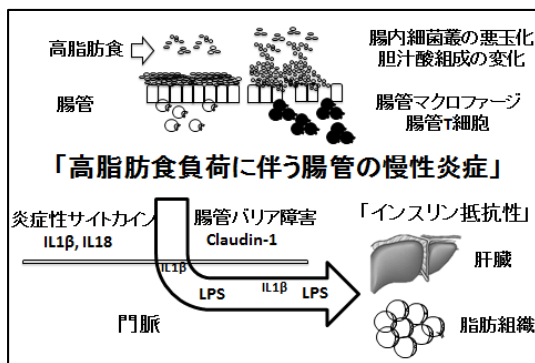 高脂肪食
腸内細菌叢の悪玉化
胆汁酸組成の変化
腸管
腸管マクロファージ
腸管T細胞
「高脂肪食負荷に伴う腸管の慢性炎症」
炎症性サイトカイン
IL1β, IL18
腸管バリア障害
Claudin-1
「インスリン抵抗性」
肝臓
IL1β
LPS
IL1β
LPS
門脈
脂肪組織